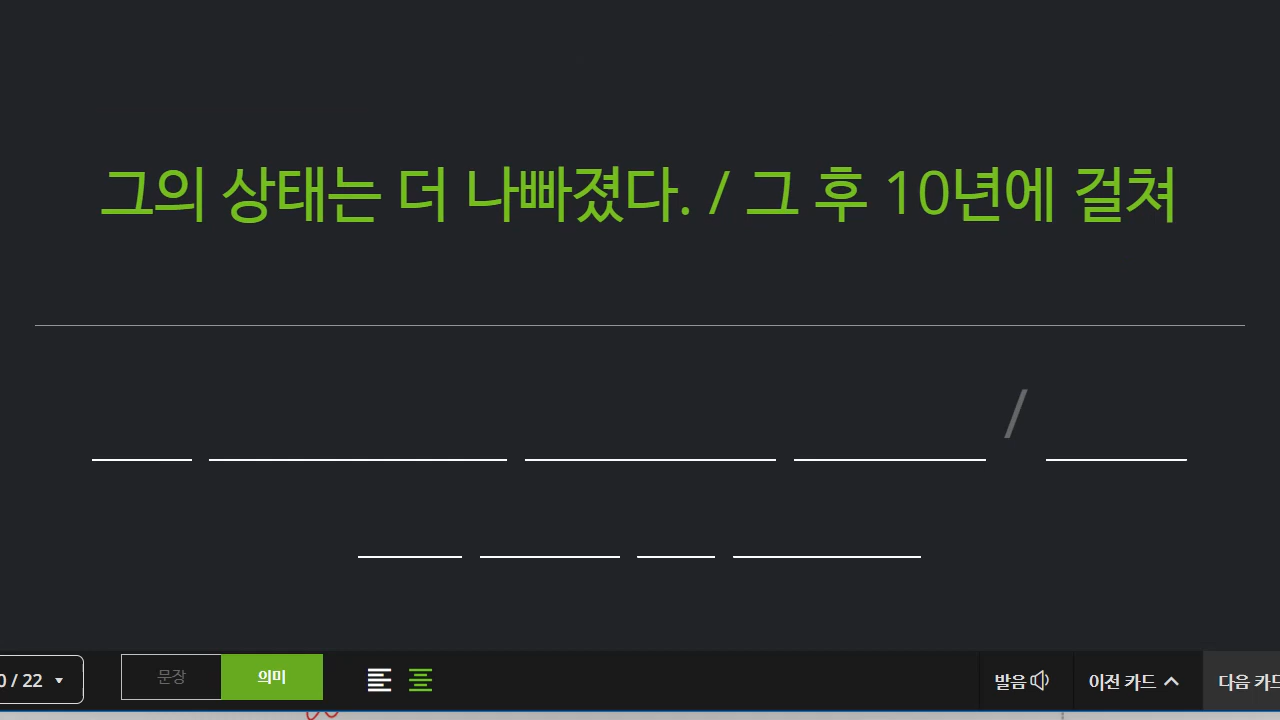 그의 상태는 더 나빠졌다. / 그 후 10년에 걸쳐
/
/ 22
문장
의미
발음
이전 카드
다음 카드